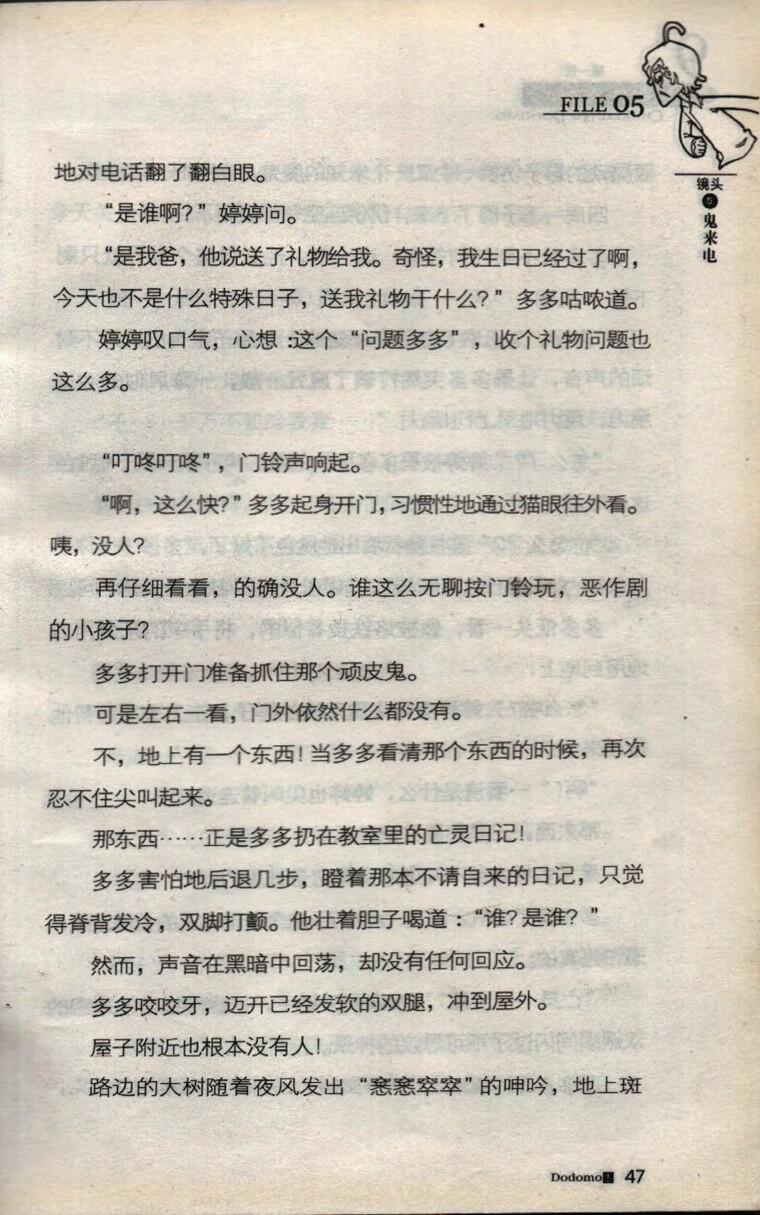 FILE 05
镜头
5
鬼来电
地对电话翻了翻白眼。
“是谁啊？”婷婷问。
“是我爸，他说送了礼物给我。奇怪，我生日已经过了啊，
今天也不是什么特殊日子，送我礼物干什么？”多多咕哝道。
婷婷叹口气，心想：这个“问题多多”，收个礼物问题也
这么多。
“叮咚叮咚”，门铃声响起。
“啊，这么快？”多多起身开门，习惯性地通过猫眼往外看。
咦，没人？
再仔细看看，的确没人。谁这么无聊按门铃玩，恶作剧
的小孩子？
多多打开门准备抓住那个顽皮鬼。
可是左右一看，门外依然什么都没有。
不，地上有一个东西！当多多看清那个东西的时候，再次
忍不住尖叫起来。
那东西……正是多多扔在教室里的亡灵日记！
多多害怕地后退几步，瞪着那本不请自来的日记，只觉
得脊背发冷，双脚打颤。他壮着胆子喝道：“谁？是谁？”
然而，声音在黑暗中回荡，却没有任何回应。
多多咬咬牙，迈开已经发软的双腿，冲到屋外。
屋子附近也根本没有人！
路边的大树随着夜风发出“窸窸窣窣”的呻吟，地上斑
Dodomo! 47